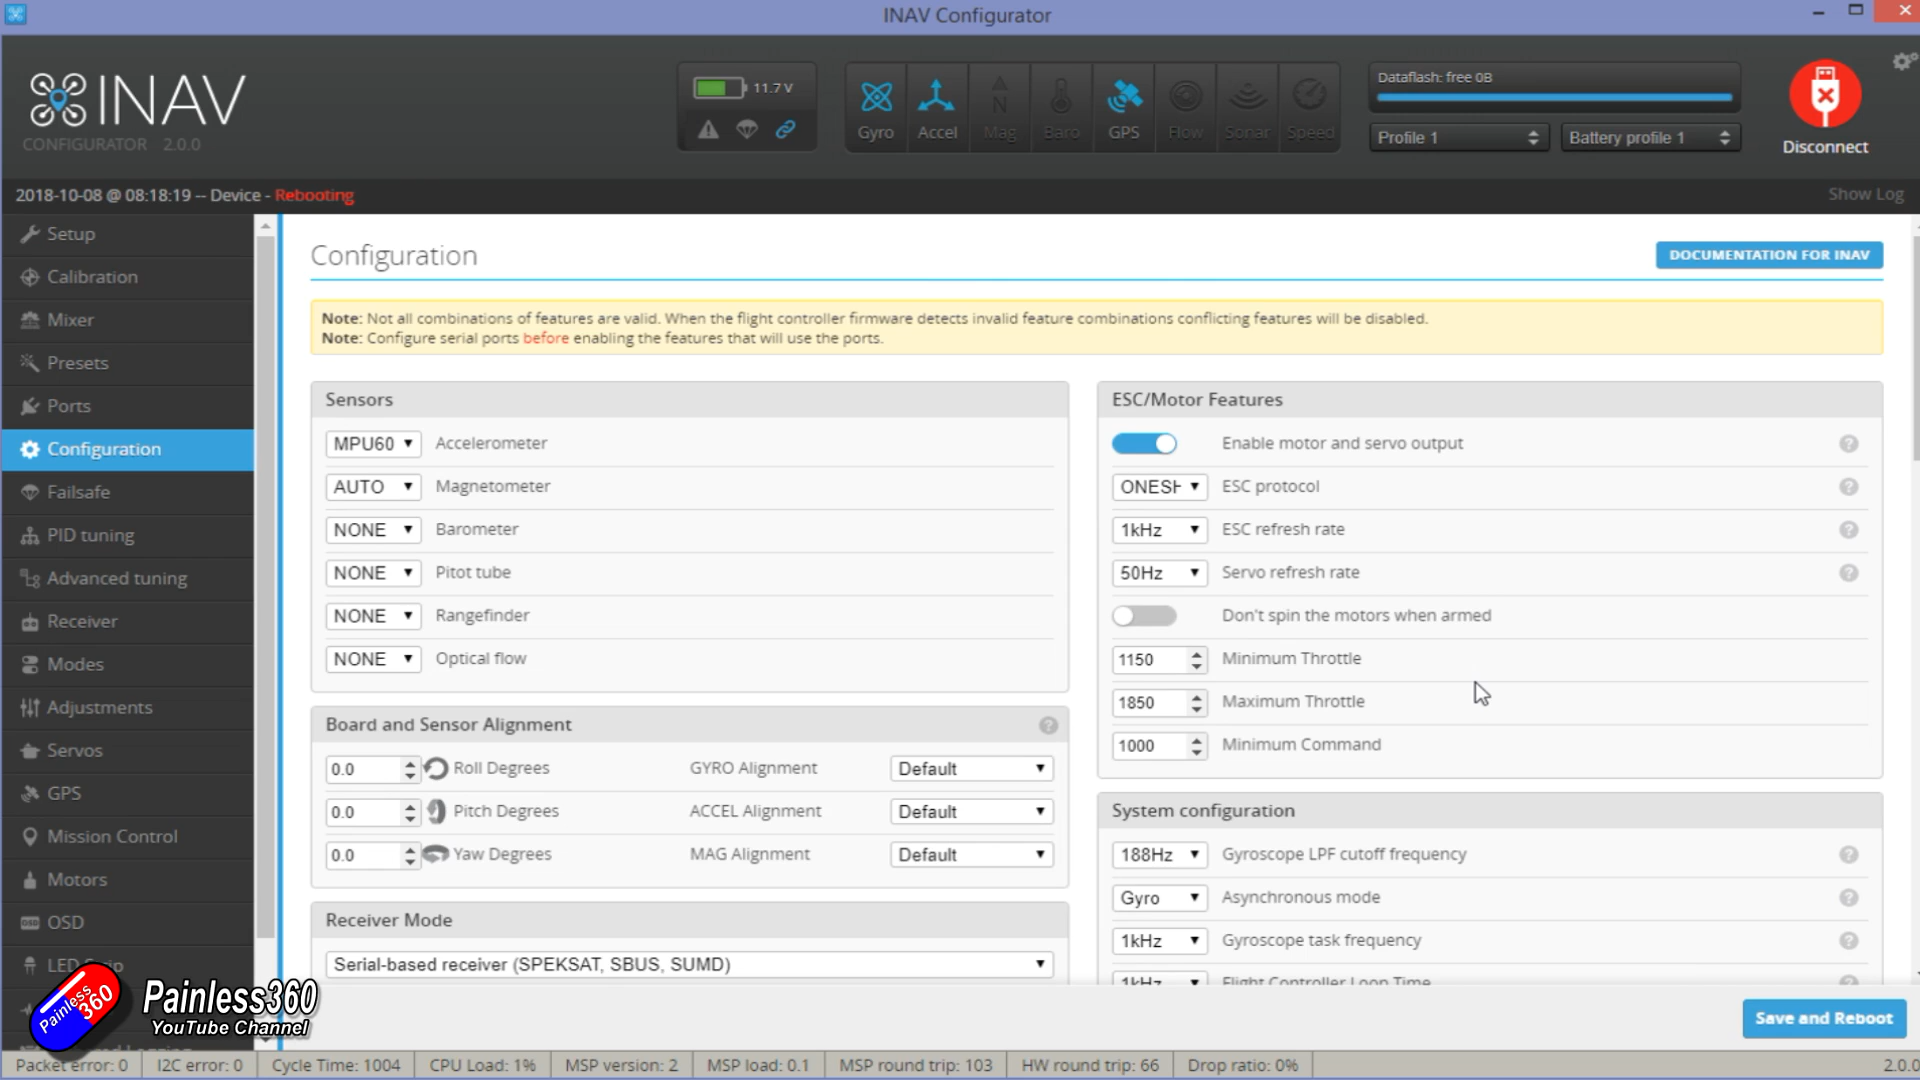 INAV Configurator
INAV
CONFIGURATOR 2.0.0
11.7 V
Gyro
Accel
Mag
Baro
GPS
Flow
Sonar
Speed
Dataflash: free 0B
Profile 1
Battery profile 1
Disconnect
2018-10-08 @ 08:18:19 -- Device - Rebooting
Show Log
Setup
Calibration
Mixer
Presets
Ports
Configuration
Failsafe
PID tuning
Advanced tuning
Receiver
Modes
Adjustments
Servos
GPS
Mission Control
Motors
OSD
LED Strip
Configuration
DOCUMENTATION FOR INAV
Note: Not all combinations of features are valid. When the flight controller firmware detects invalid feature combinations conflicting features will be disabled.
Note: Configure serial ports before enabling the features that will use the ports.
Sensors
MPU60 Accelerometer
AUTO Magnetometer
NONE Barometer
NONE Pitot tube
NONE Rangefinder
NONE Optical flow
Board and Sensor Alignment
0.0 Roll Degrees GYRO Alignment Default
0.0 Pitch Degrees ACCEL Alignment Default
0.0 Yaw Degrees MAG Alignment Default
Receiver Mode
Serial-based receiver (SPEKSAT, SBUS, SUMD)
ESC/Motor Features
Enable motor and servo output
ONESH ESC protocol
1kHz ESC refresh rate
50Hz Servo refresh rate
Don't spin the motors when armed
1150 Minimum Throttle
1850 Maximum Throttle
1000 Minimum Command
System configuration
188Hz Gyroscope LPF cutoff frequency
Gyro Asynchronous mode
1kHz Gyroscope task frequency
1kHz Flight Controller Loop Time
Save and Reboot
Painless360
Painless360
YouTube Channel
Packet error: 0
I2C error: 0
Cycle Time: 1004
CPU Load: 1%
MSP version: 2
MSP load: 0.1
MSP round trip: 103
HW round trip: 66
Drop ratio: 0%
2.0.0